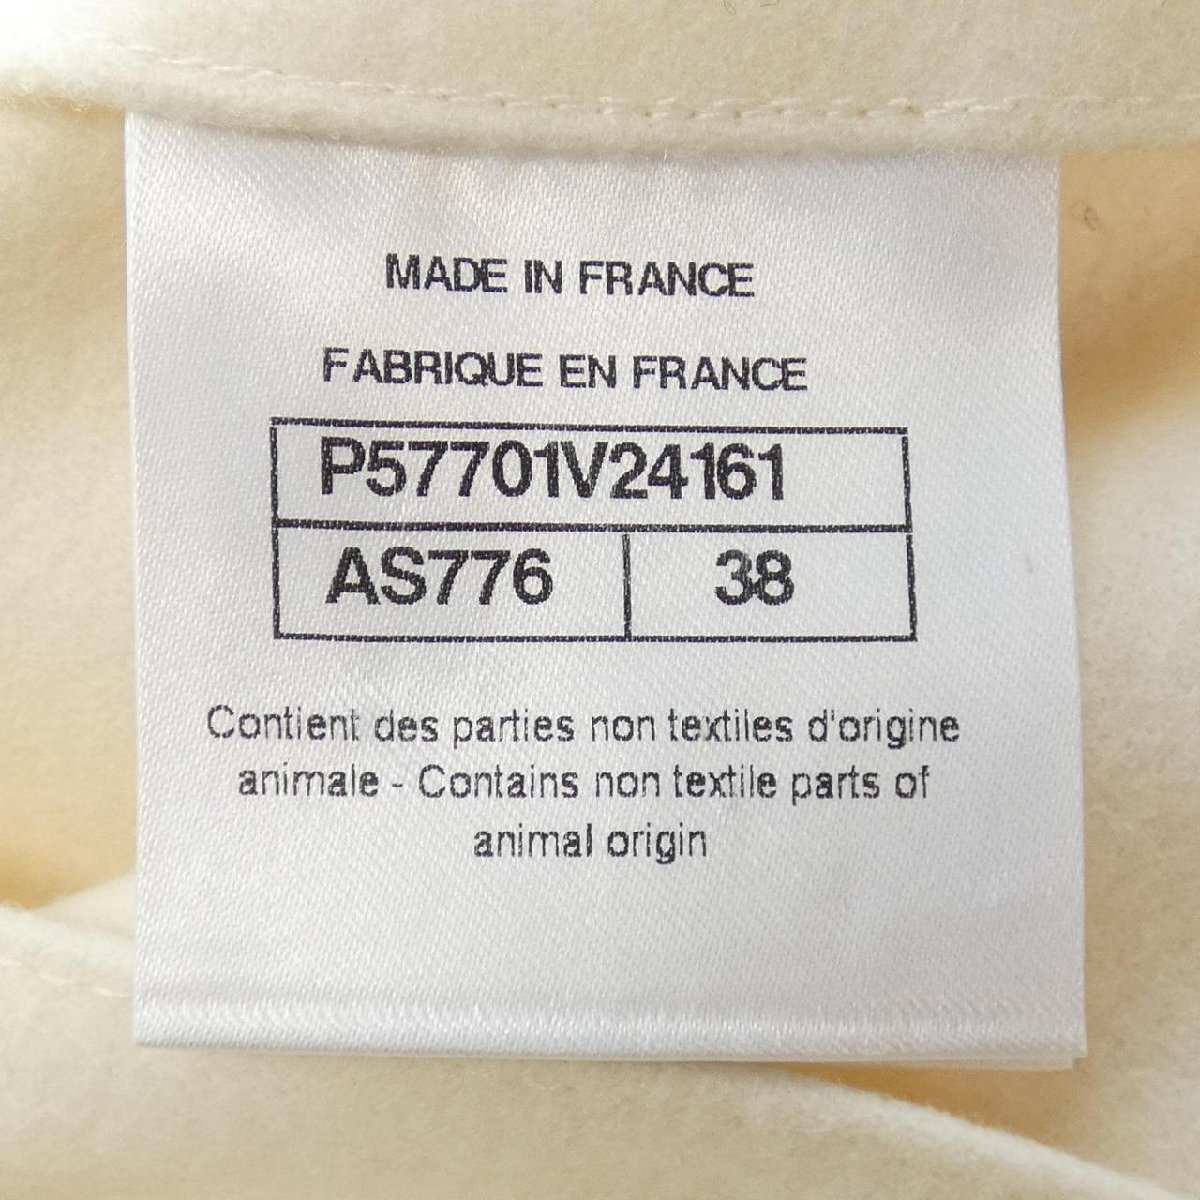 MADE IN FRANCE
FABRIQUE EN FRANCE
P57701V24161
AS776 38
Contient des parties non textiles d'origine
animale - Contains non textile parts of
animal origin